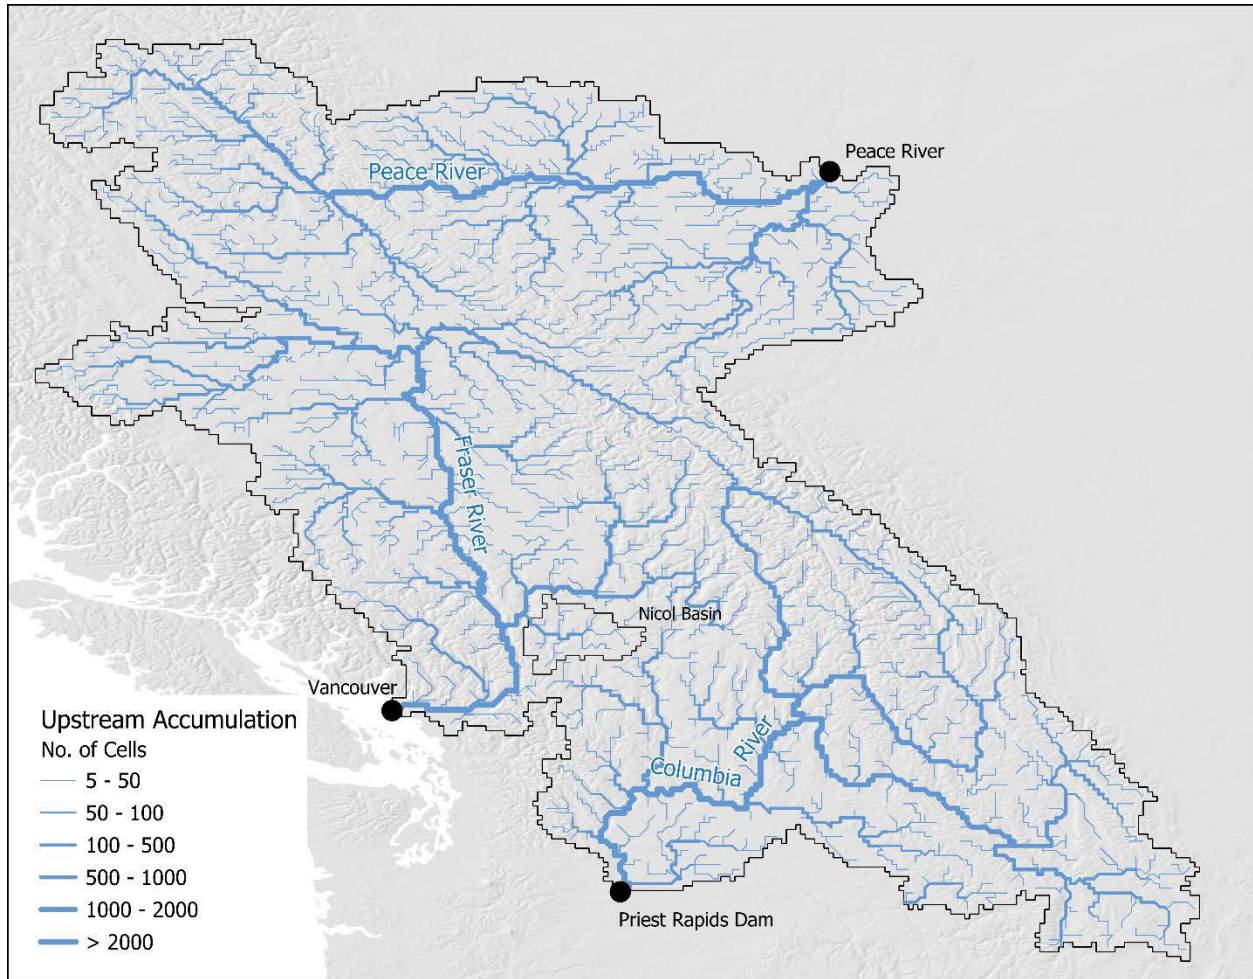 Peace River
Peace River
Fraser River
Nicol Basin
Vancouver
Columbia
River
Priest Rapids Dam
Upstream Accumulation
No. of Cells
5 - 50
50 - 100
100 - 500
500 - 1000
1000 - 2000
> 2000